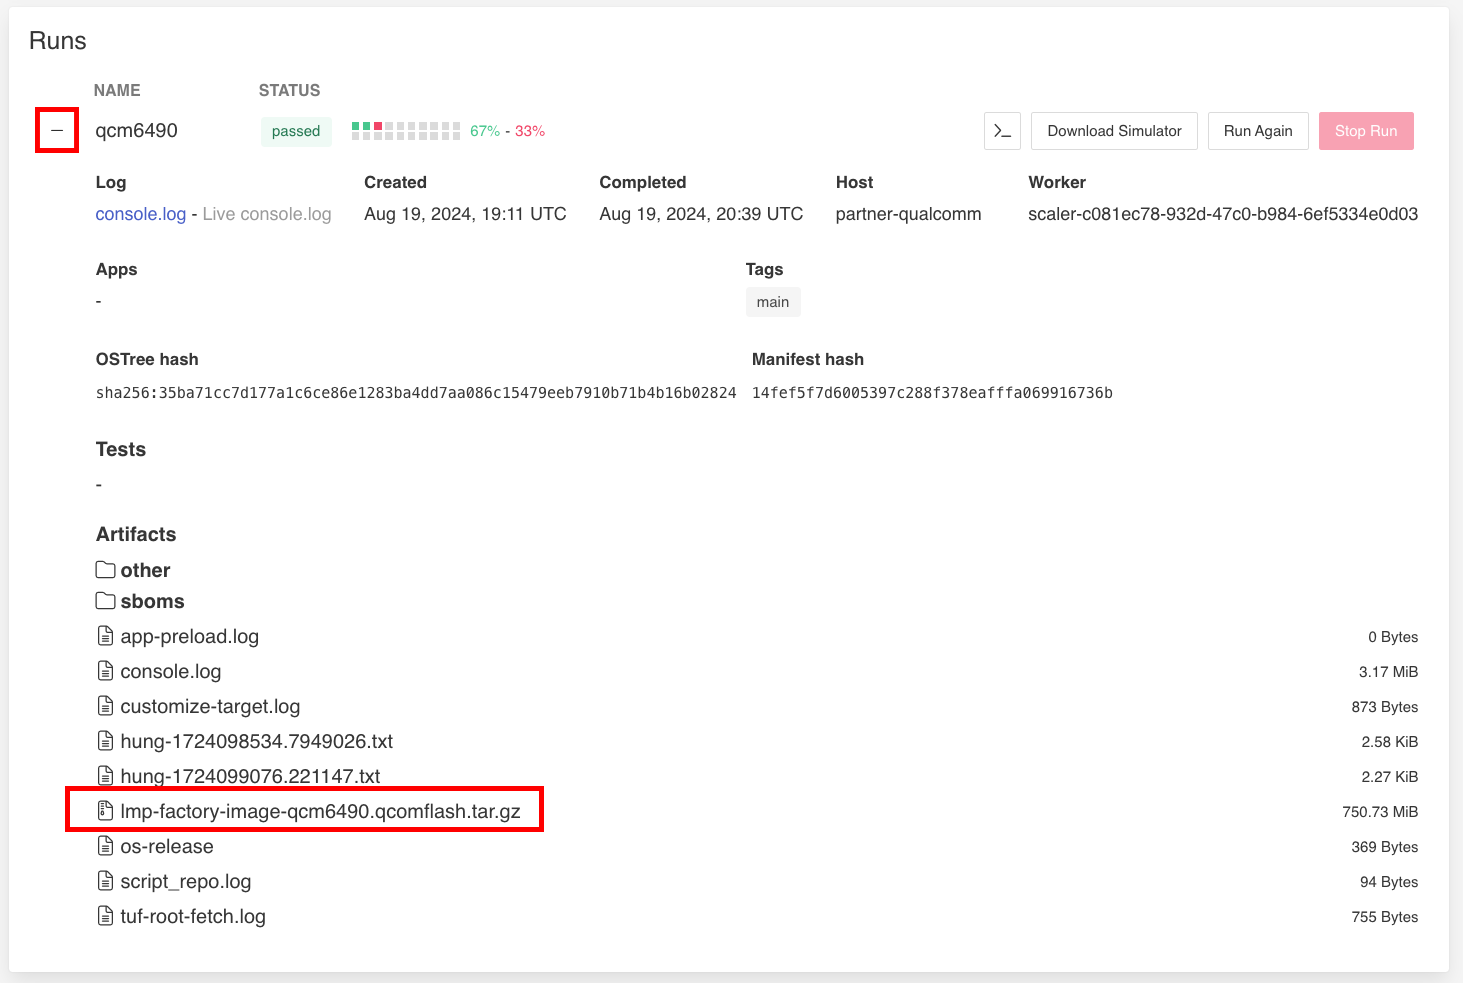 Runs
NAME STATUS
qcm6490 passed 67% - 33% >_ Download Simulator Run Again Stop Run
Log Created Completed Host Worker
console.log - Live console.log Aug 19, 2024, 19:11 UTC Aug 19, 2024, 20:39 UTC partner-qualcomm scaler-c081ec78-932d-47c0-b984-6ef5334e0d03
Apps Tags
- main
OSTree hash Manifest hash
sha256:35ba71cc7d177a1c6ce86e1283ba4dd7aa086c15479eeb7910b71b4b16b02824 14fef5f7d6005397c288f378eafffa069916736b
Tests
-
Artifacts
other
sboms
app-preload.log 0 Bytes
console.log 3.17 MiB
customize-target.log 873 Bytes
hung-1724098534.7949026.txt 2.58 KiB
hung-1724099076.221147.txt 2.27 KiB
lmp-factory-image-qcm6490.qcomflash.tar.gz 750.73 MiB
os-release 369 Bytes
script_repo.log 94 Bytes
tuf-root-fetch.log 755 Bytes